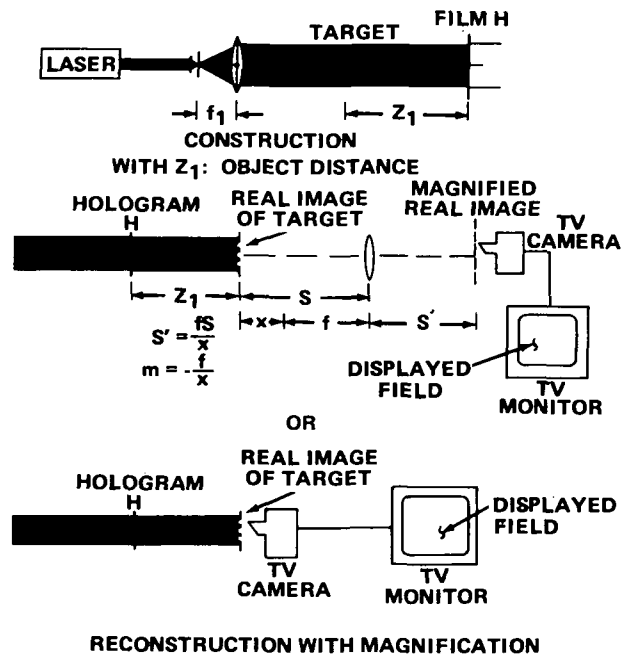 FILM H
TARGET
LASER
f₁
Z₁
CONSTRUCTION
WITH Z₁: OBJECT DISTANCE
HOLOGRAM
H
REAL IMAGE
OF TARGET
MAGNIFIED
REAL IMAGE
TV
CAMERA
Z₁
S
x
f
S'
S' = fS/x
m = -f/x
DISPLAYED
FIELD
TV
MONITOR
OR
HOLOGRAM
H
REAL IMAGE
OF TARGET
DISPLAYED
FIELD
TV
CAMERA
TV
MONITOR
RECONSTRUCTION WITH MAGNIFICATION